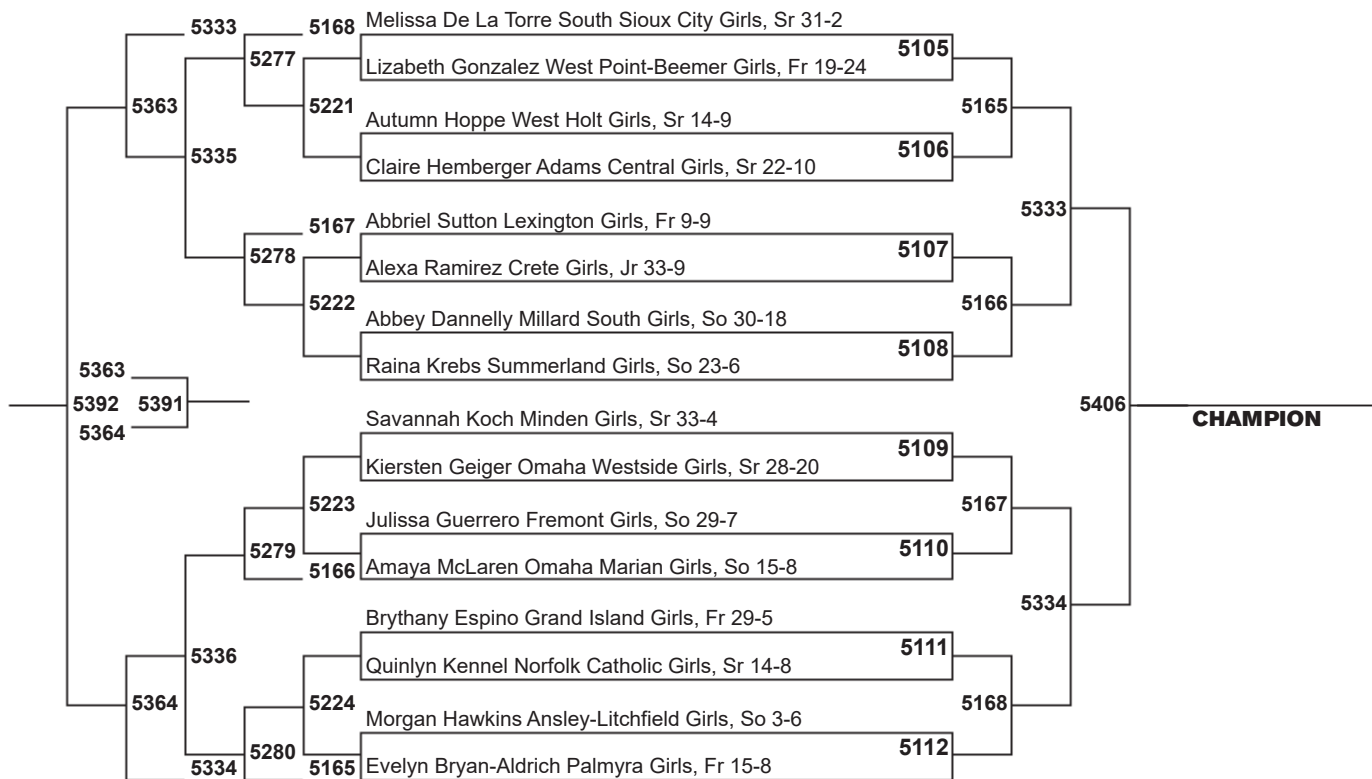 5333 5168 Melissa De La Torre South Sioux City Girls, Sr 31-2
5277 5105
Lizabeth Gonzalez West Point-Beemer Girls, Fr 19-24
5363 5221 5165
Autumn Hoppe West Holt Girls, Sr 14-9
5335 5106
Claire Hemberger Adams Central Girls, Sr 22-10
5333
5167 Abbriel Sutton Lexington Girls, Fr 9-9
5278 5107
Alexa Ramirez Crete Girls, Jr 33-9
5222 5166
Abbey Dannelly Millard South Girls, So 30-18
5108
Raina Krebs Summerland Girls, So 23-6
5363
5392 5391 5406
CHAMPION
5364
Savannah Koch Minden Girls, Sr 33-4
5109
Kiersten Geiger Omaha Westside Girls, Sr 28-20
5223 5167
Julissa Guerrero Fremont Girls, So 29-7
5279 5110
5166 Amaya McLaren Omaha Marian Girls, So 15-8
5334
Brythany Espino Grand Island Girls, Fr 29-5
5336 5111
Quinlyn Kennel Norfolk Catholic Girls, Sr 14-8
5364 5224 5168
Morgan Hawkins Ansley-Litchfield Girls, So 3-6
5280 5112
5334 5165 Evelyn Bryan-Aldrich Palmyra Girls, Fr 15-8